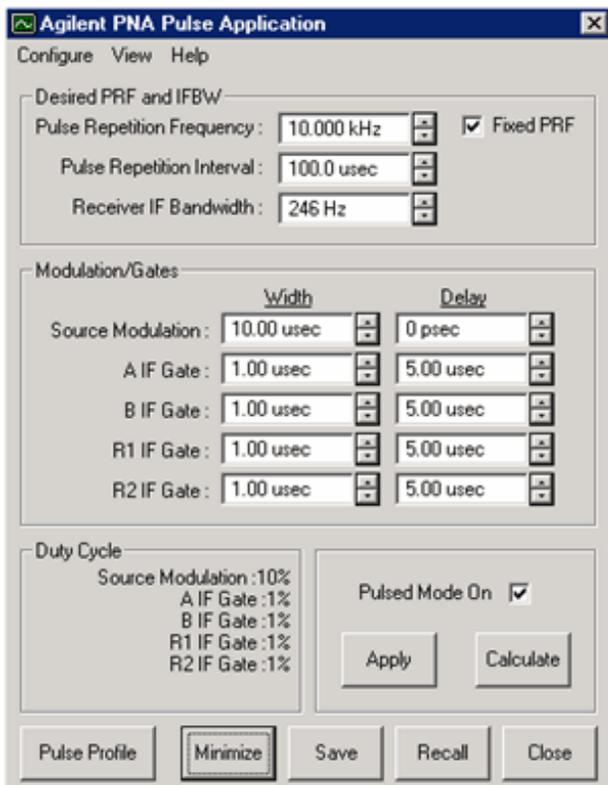 Agilent PNA Pulse Application
Configure View Help
Desired PRF and IFBW
Pulse Repetition Frequency : 10.000 kHz Fixed PRF
Pulse Repetition Interval : 100.0 usec
Receiver IF Bandwidth : 246 Hz
Modulation/Gates
Width Delay
Source Modulation : 10.00 usec 0 psec
A IF Gate : 1.00 usec 5.00 usec
B IF Gate : 1.00 usec 5.00 usec
R1 IF Gate : 1.00 usec 5.00 usec
R2 IF Gate : 1.00 usec 5.00 usec
Duty Cycle
Source Modulation :10%
A IF Gate :1%
B IF Gate :1%
R1 IF Gate :1%
R2 IF Gate :1%
Pulsed Mode On
Apply Calculate
Pulse Profile Minimize Save Recall Close